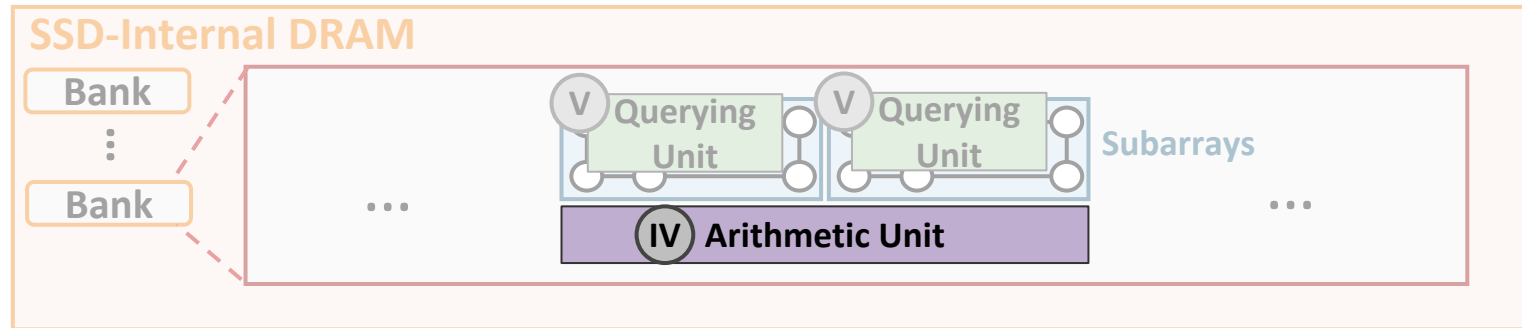 SSD-Internal DRAM
Bank
⋮
Bank
...
V Querying
Unit
V Querying
Unit
Subarrays
...
IV Arithmetic Unit